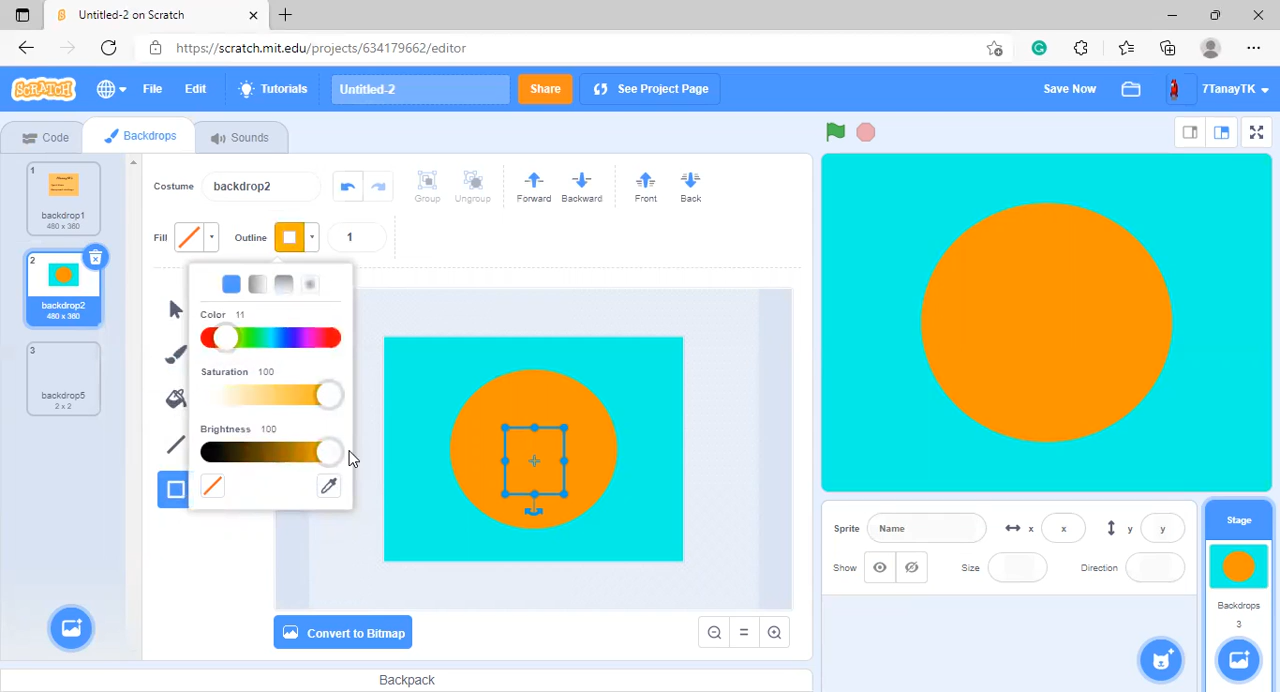 Untitled-2 on Scratch
https://scratch.mit.edu/projects/634179662/editor
SCRATCH
File
Edit
Tutorials
Untitled-2
Share
See Project Page
Save Now
7TanayTK
Code
Backdrops
Sounds
1
backdrop1
480 x 360
2
backdrop2
480 x 360
3
backdrop5
2 x 2
Costume
backdrop2
Group
Ungroup
Forward
Backward
Front
Back
Fill
Outline
1
Color 11
Saturation 100
Brightness 100
Convert to Bitmap
Backpack
Sprite
Name
x
x
y
y
Show
Size
Direction
Stage
Backdrops
3